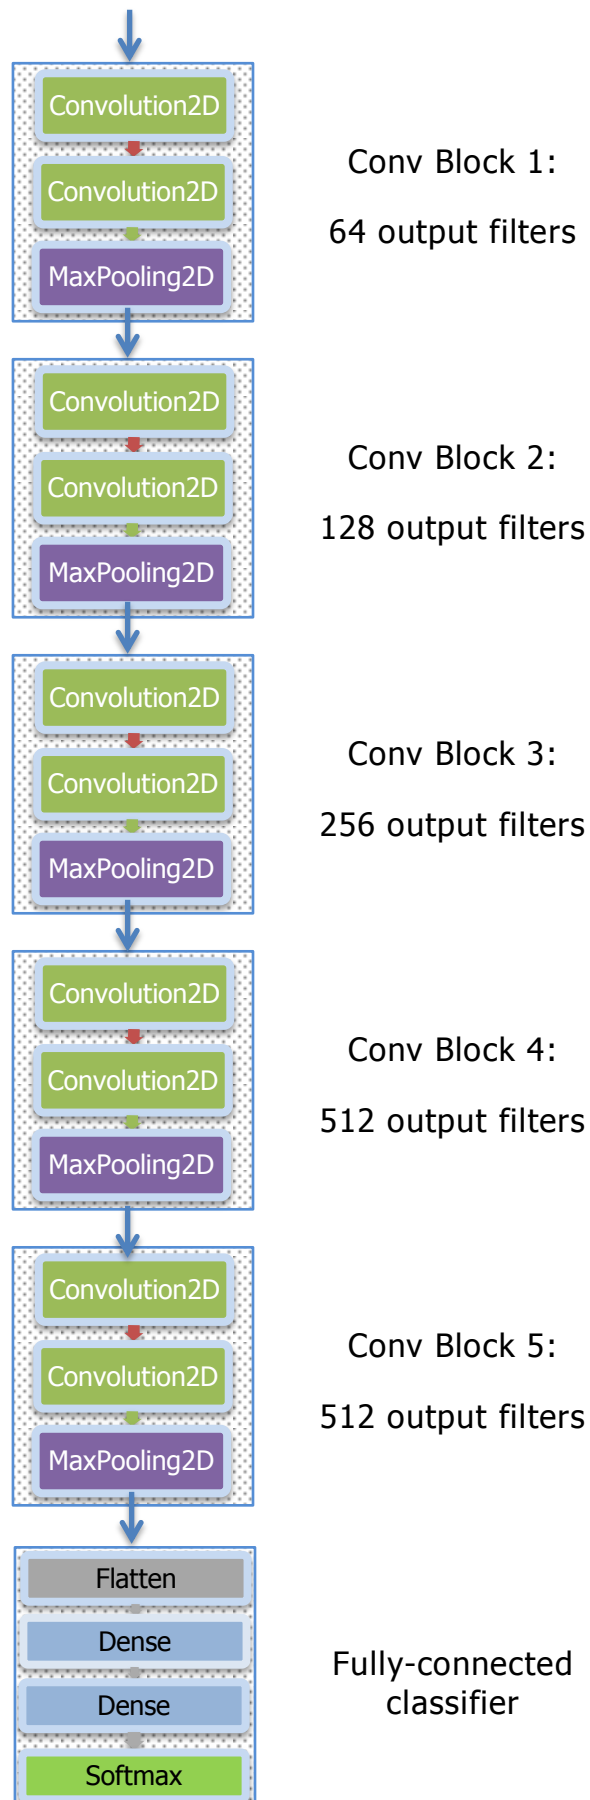 Convolution2D
Convolution2D
MaxPooling2D
Conv Block 1:
64 output filters
Convolution2D
Convolution2D
MaxPooling2D
Conv Block 2:
128 output filters
Convolution2D
Convolution2D
MaxPooling2D
Conv Block 3:
256 output filters
Convolution2D
Convolution2D
MaxPooling2D
Conv Block 4:
512 output filters
Convolution2D
Convolution2D
MaxPooling2D
Conv Block 5:
512 output filters
Flatten
Dense
Dense
Softmax
Fully-connected
classifier